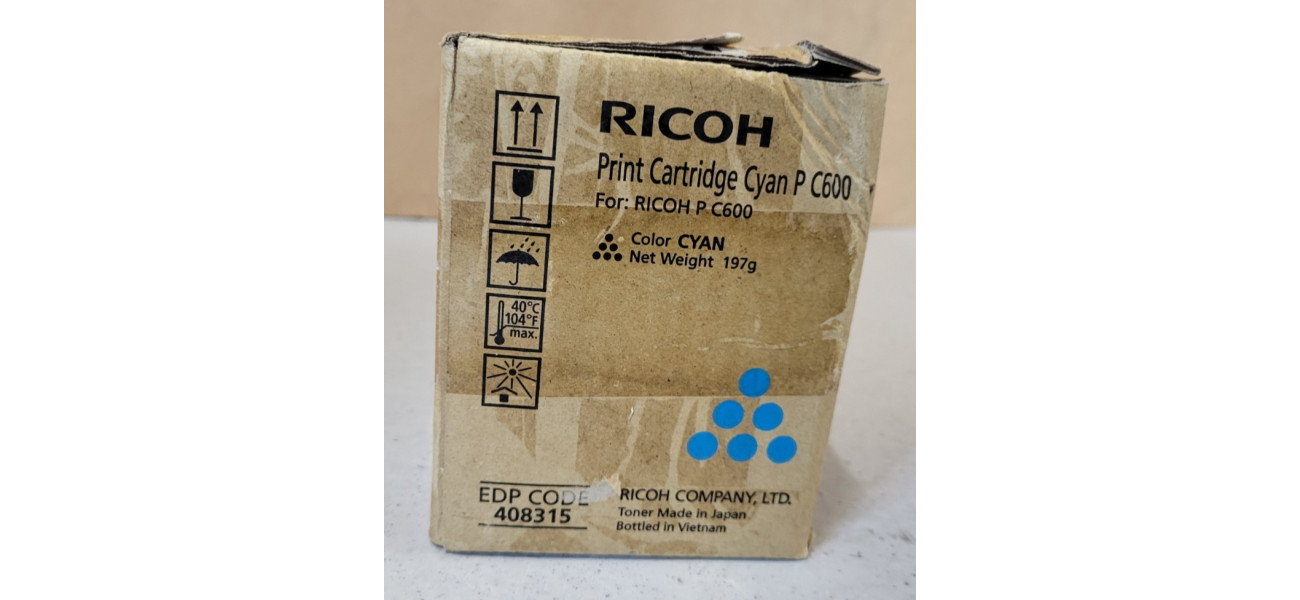 RICOH
Print Cartridge Cyan P C600
For: RICOH P C600
Color CYAN
Net Weight 197g
40°C
104°F
max.
EDP CODE
408315
RICOH COMPANY, LTD.
Toner Made in Japan
Bottled in Vietnam